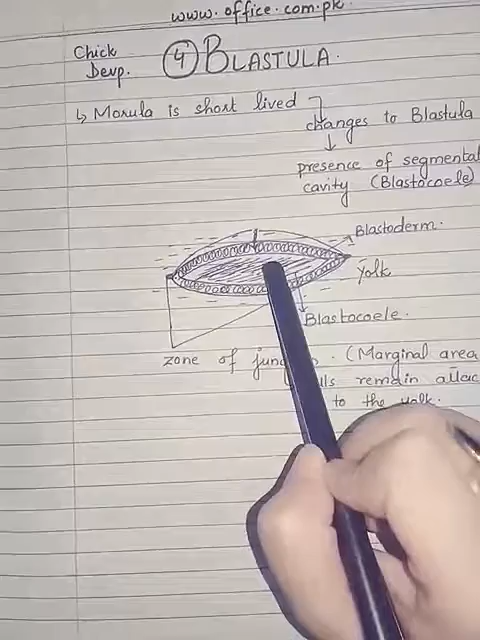 www.office.com.pk
Chick
Devp.
④ BLASTULA.
↳ Morula is short lived
changes to Blastula
↓
presence of segmental
cavity (Blastocoele)
Blastoderm.
Yolk
Blastocoele.
zone of (Marginal area
remain
to the yolk.